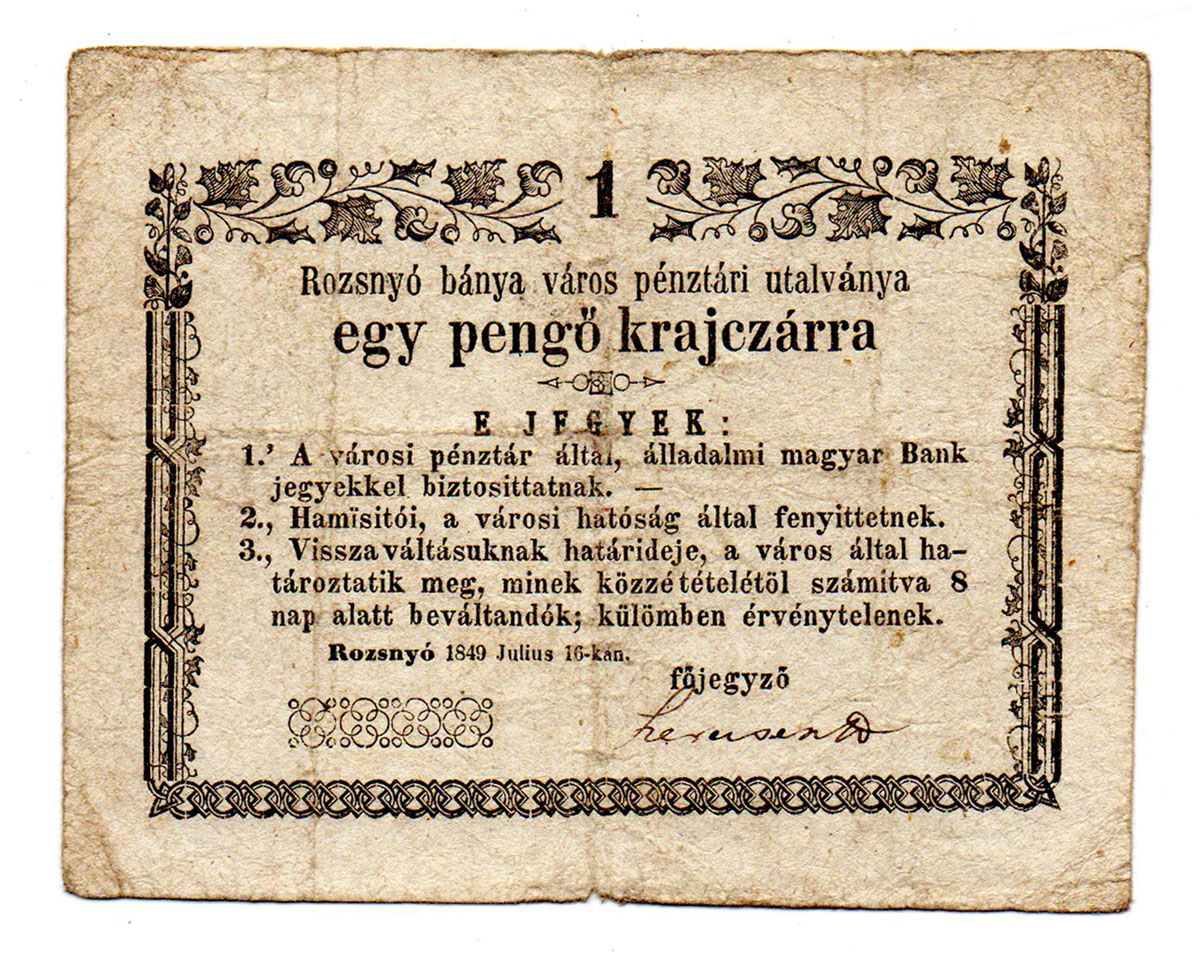 1
Rozsnyó bánya város pénztári utalványa
egy pengő krajczárra
E JEGYEK:
1.' A városi pénztár által, álladalmi magyar Bank
jegyekkel biztosittatnak. —
2., Hamïsitói, a városi hatóság által fenyittetnek.
3., Visszaváltásuknak határideje, a város által ha-
tároztatik meg, minek közzétételétöl számítva 8
nap alatt beváltandók; külömben érvénytelenek.
Rozsnyó 1849 Julius 16-kán.
főjegyző